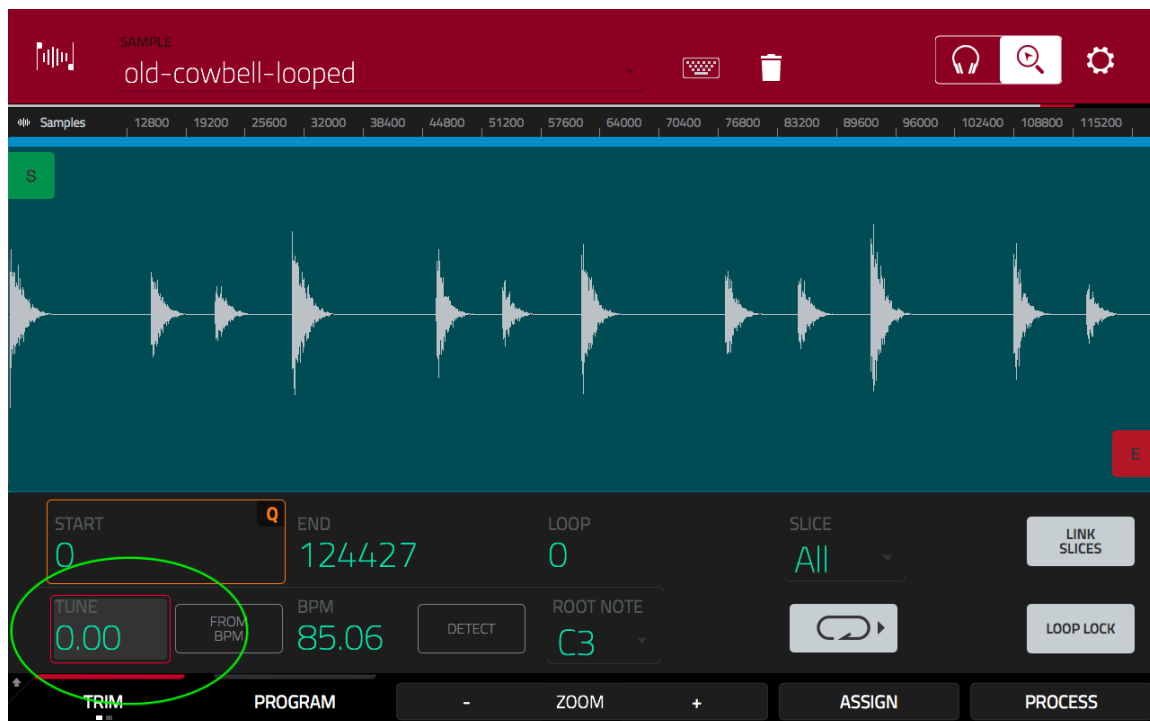 SAMPLE
old-cowbell-looped
Samples 12800 19200 25600 32000 38400 44800 51200 57600 64000 70400 76800 83200 89600 96000 102400 108800 115200
S
E
START Q END LOOP SLICE
0 124427 0 All
LINK
SLICES
TUNE FROM BPM BPM DETECT ROOT NOTE
0.00 85.06 C3
LOOP LOCK
TRIM PROGRAM - ZOOM + ASSIGN PROCESS